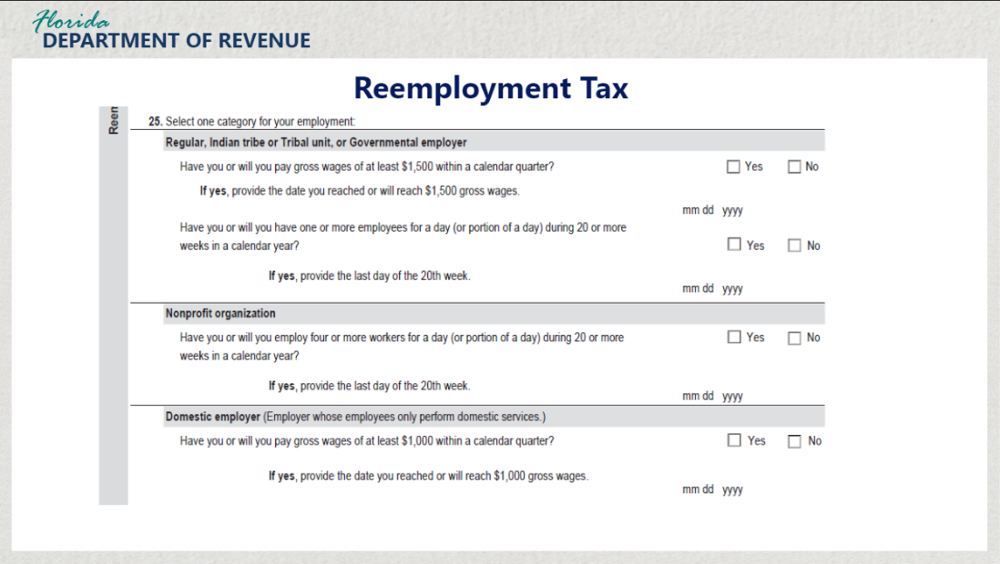 Florida
DEPARTMENT OF REVENUE
Reemployment Tax
Reem
25. Select one category for your employment:
Regular, Indian tribe or Tribal unit, or Governmental employer
Have you or will you pay gross wages of at least $1,500 within a calendar quarter? Yes No
If yes, provide the date you reached or will reach $1,500 gross wages.
mm dd yyyy
Have you or will you have one or more employees for a day (or portion of a day) during 20 or more
weeks in a calendar year? Yes No
If yes, provide the last day of the 20th week.
mm dd yyyy
Nonprofit organization
Have you or will you employ four or more workers for a day (or portion of a day) during 20 or more Yes No
weeks in a calendar year?
If yes, provide the last day of the 20th week.
mm dd yyyy
Domestic employer (Employer whose employees only perform domestic services.)
Have you or will you pay gross wages of at least $1,000 within a calendar quarter? Yes No
If yes, provide the date you reached or will reach $1,000 gross wages.
mm dd yyyy